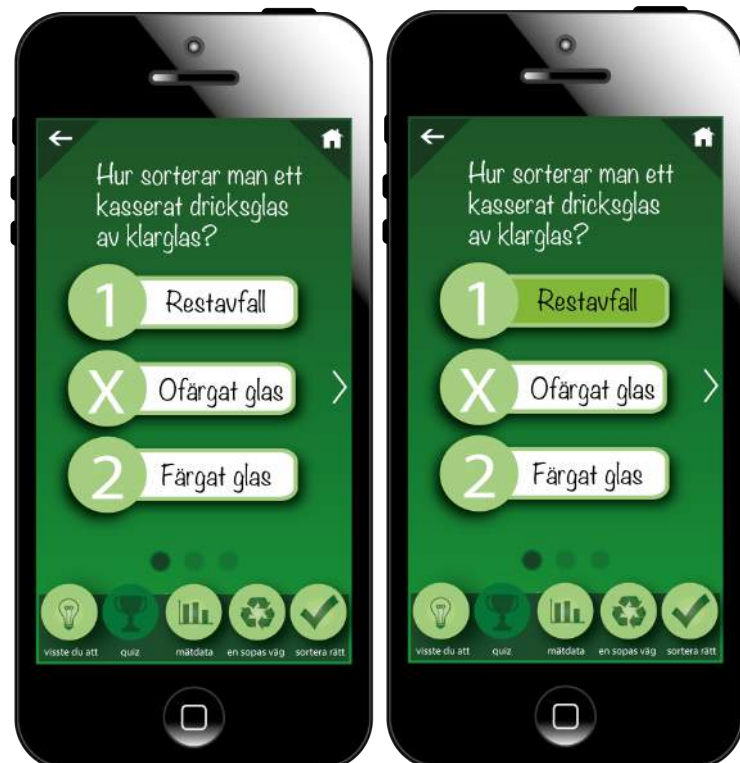 Hur sorterar man ett
kasserat dricksglas
av klarglas?
1 Restavfall
X Ofärgat glas
2 Färgat glas
visste du att quiz mätdata en sopas väg sortera rätt
Hur sorterar man ett
kasserat dricksglas
av klarglas?
1 Restavfall
X Ofärgat glas
2 Färgat glas
visste du att quiz mätdata en sopas väg sortera rätt